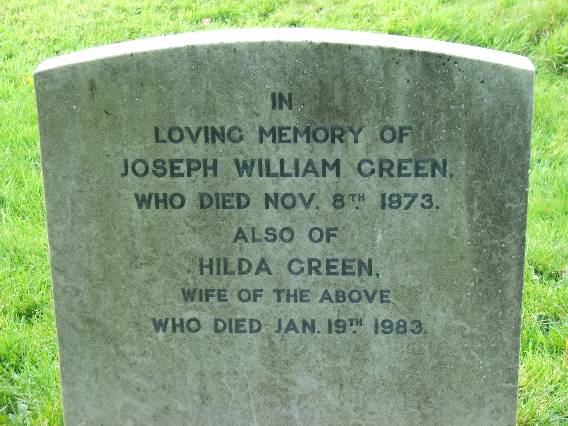 IN
LOVING MEMORY OF
JOSEPH WILLIAM GREEN.
WHO DIED NOV. 8TH 1973.
ALSO OF
HILDA GREEN,
WIFE OF THE ABOVE
WHO DIED JAN. 19TH 1983.